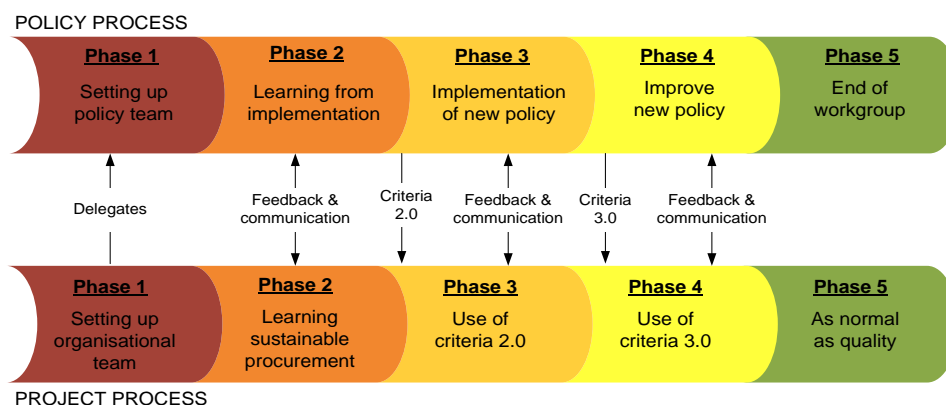 POLICY PROCESS
Phase 1
Setting up
policy team
Phase 2
Learning from
implementation
Phase 3
Implementation
of new policy
Phase 4
Improve
new policy
Phase 5
End of
workgroup
Delegates
Feedback &
communication
Criteria
2.0
Feedback &
communication
Criteria
3.0
Feedback &
communication
Phase 1
Setting up
organisational
team
Phase 2
Learning
sustainable
procurement
Phase 3
Use of
criteria 2.0
Phase 4
Use of
criteria 3.0
Phase 5
As normal
as quality
PROJECT PROCESS